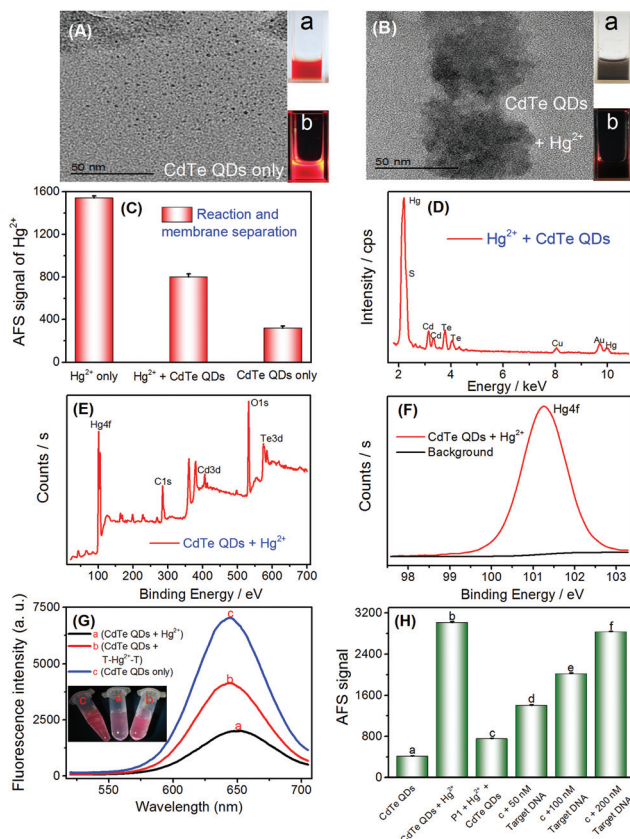 (A)
a
b
50 nm
CdTe QDs only
(B)
a
CdTe QDs
+ Hg²⁺
b
50 nm
(C)
Reaction and
membrane separation
AFS signal of Hg²⁺
1600
1200
800
400
0
Hg²⁺ only
Hg²⁺ + CdTe QDs
CdTe QDs only
(D)
Hg²⁺ + CdTe QDs
Intensity / cps
Hg
S
Cd
Cd
Te
Te
Cu
Au
Hg
2 4 6 8 10
Energy / keV
(E)
Counts / s
Hg4f
C1s
Cd3d
O1s
Te3d
CdTe QDs + Hg²⁺
100 200 300 400 500 600 700
Binding Energy / eV
(F)
Counts / s
Hg4f
CdTe QDs + Hg²⁺
Background
98 99 100 101 102 103
Binding Energy / eV
(G)
Fluorescence intensity (a. u.)
7500
5000
2500
0
a (CdTe QDs + Hg²⁺)
b (CdTe QDs +
T-Hg²⁺-T)
c (CdTe QDs only)
c
b
a
c a b
550 600 650 700
Wavelength (nm)
(H)
AFS signal
3200
2400
1600
800
0
a
b
c
d
e
f
CdTe QDs
CdTe QDs + Hg²⁺
P1 + Hg²⁺ +
CdTe QDs
c + 50 nM
Target DNA
c +100 nM
Target DNA
c + 200 nM
Target DNA